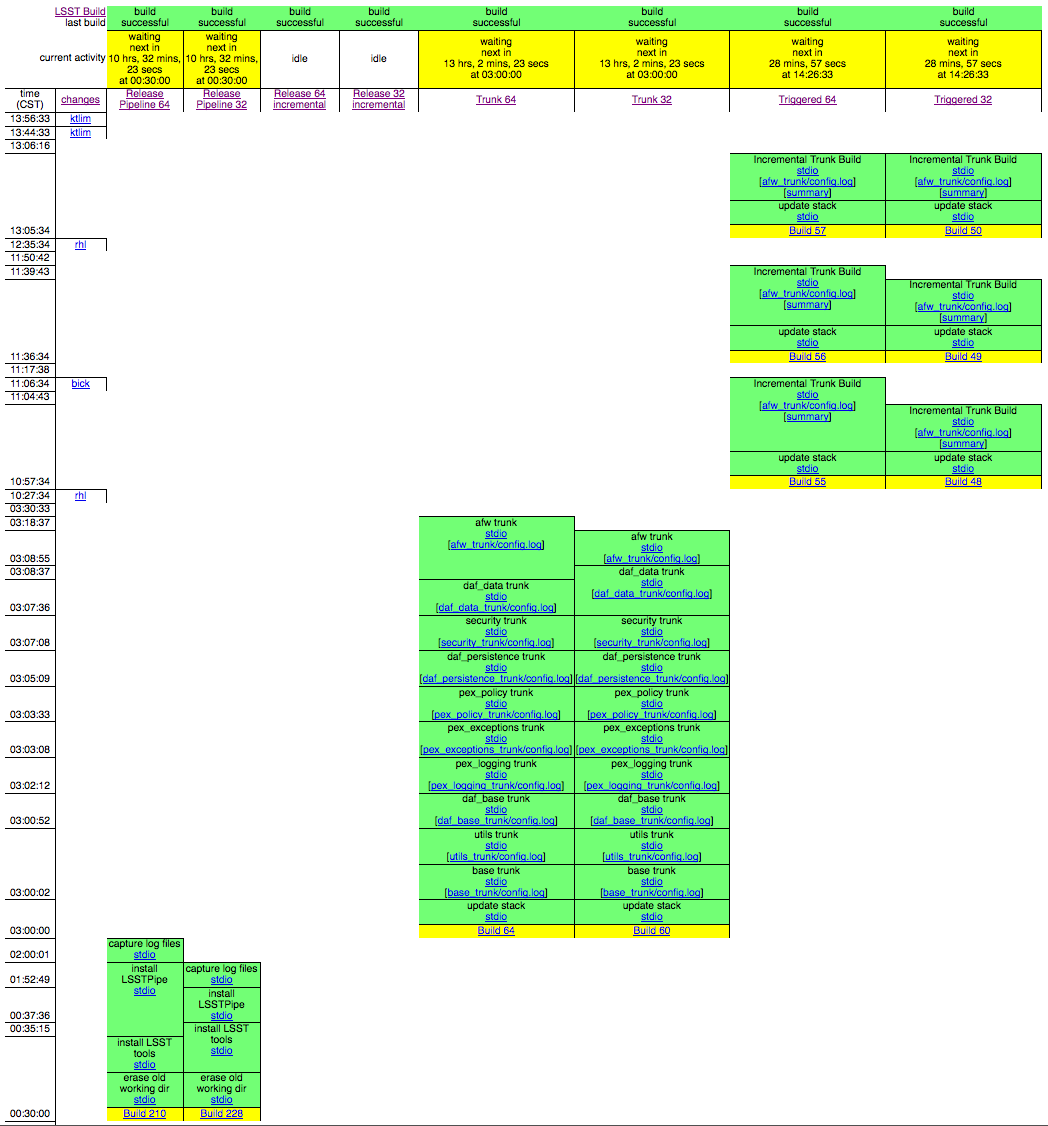 LSST Build build build build build build build build build
last build successful successful successful successful successful successful successful successful
waiting waiting waiting waiting waiting waiting
next in next in next in next in next in next in
current activity 10 hrs, 32 mins, 10 hrs, 32 mins, idle idle 13 hrs, 2 mins, 23 secs 13 hrs, 2 mins, 23 secs 28 mins, 57 secs 28 mins, 57 secs
23 secs 23 secs at 03:00:00 at 03:00:00 at 14:26:33 at 14:26:33
at 00:30:00 at 00:30:00
time Release Release Release 64 Release 32
(CST) changes Pipeline 64 Pipeline 32 incremental incremental Trunk 64 Trunk 32 Triggered 64 Triggered 32
13:56:33 ktlim
13:44:33 ktlim
13:06:16
Incremental Trunk Build Incremental Trunk Build
stdio stdio
[afw_trunk/config.log] [afw_trunk/config.log]
[summary] [summary]
update stack update stack
stdio stdio
13:05:34 Build 57 Build 50
12:35:34 rhl
11:50:42
11:39:43 Incremental Trunk Build
stdio Incremental Trunk Build
[afw_trunk/config.log] stdio
[summary] [afw_trunk/config.log]
[summary]
update stack update stack
stdio stdio
11:36:34 Build 56 Build 49
11:17:38
11:06:34 bick Incremental Trunk Build
11:04:43 stdio
[afw_trunk/config.log] Incremental Trunk Build
[summary] stdio
[afw_trunk/config.log]
[summary]
update stack update stack
stdio stdio
10:57:34 Build 55 Build 48
10:27:34 rhl
03:30:33
03:18:37 afw trunk
stdio afw trunk
[afw_trunk/config.log] stdio
03:08:55 [afw_trunk/config.log]
03:08:37 daf_data trunk
daf_data trunk stdio
stdio [daf_data_trunk/config.log]
03:07:36 [daf_data_trunk/config.log]
security trunk security trunk
stdio stdio
03:07:08 [security_trunk/config.log] [security_trunk/config.log]
daf_persistence trunk daf_persistence trunk
stdio stdio
03:05:09 [daf_persistence_trunk/config.log] [daf_persistence_trunk/config.log]
pex_policy trunk pex_policy trunk
stdio stdio
03:03:33 [pex_policy_trunk/config.log] [pex_policy_trunk/config.log]
pex_exceptions trunk pex_exceptions trunk
stdio stdio
03:03:08 [pex_exceptions_trunk/config.log] [pex_exceptions_trunk/config.log]
pex_logging trunk pex_logging trunk
stdio stdio
03:02:12 [pex_logging_trunk/config.log] [pex_logging_trunk/config.log]
daf_base trunk daf_base trunk
stdio stdio
03:00:52 [daf_base_trunk/config.log] [daf_base_trunk/config.log]
utils trunk utils trunk
stdio stdio
[utils_trunk/config.log] [utils_trunk/config.log]
base trunk base trunk
stdio stdio
03:00:02 [base_trunk/config.log] [base_trunk/config.log]
update stack update stack
stdio stdio
03:00:00 Build 64 Build 60
capture log files
02:00:01 stdio
install capture log files
01:52:49 LSSTPipe stdio
stdio install
LSSTPipe
00:37:36 stdio
00:35:15 install LSST
install LSST tools
tools stdio
stdio
erase old erase old
working dir working dir
stdio stdio
00:30:00 Build 210 Build 228